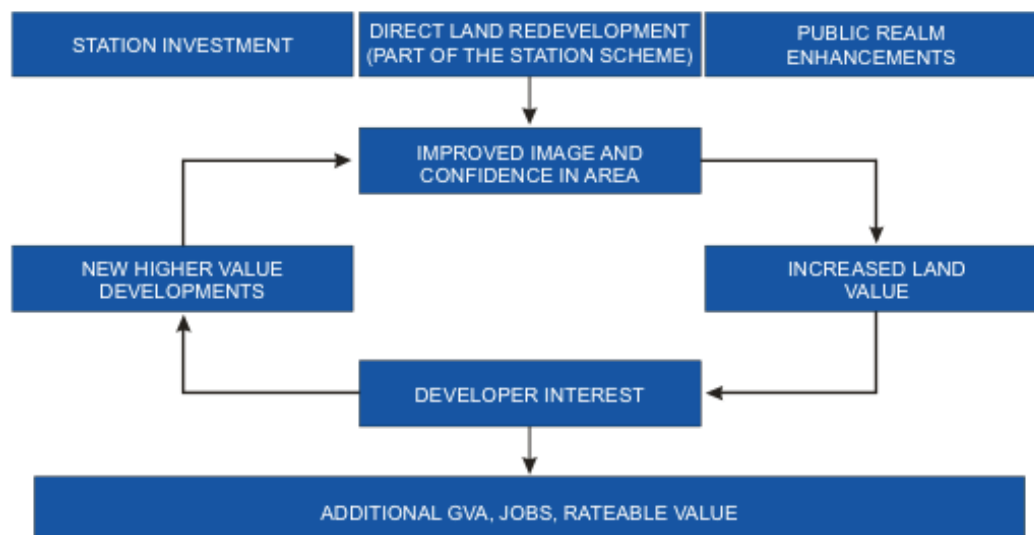 STATION INVESTMENT
DIRECT LAND REDEVELOPMENT
(PART OF THE STATION SCHEME)
PUBLIC REALM
ENHANCEMENTS
IMPROVED IMAGE AND
CONFIDENCE IN AREA
NEW HIGHER VALUE
DEVELOPMENTS
INCREASED LAND
VALUE
DEVELOPER INTEREST
ADDITIONAL GVA, JOBS, RATEABLE VALUE